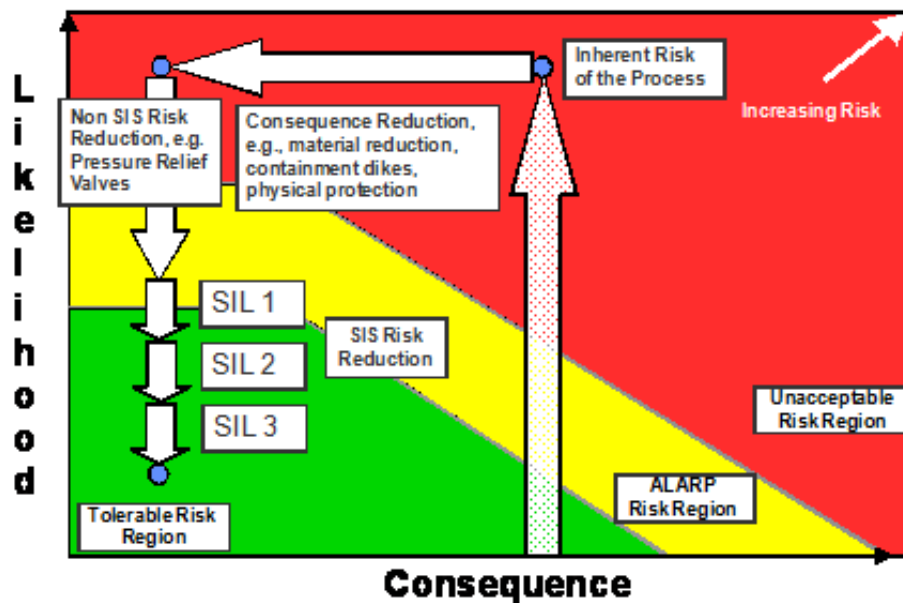 Likelihood
Inherent Risk
of the Process
Increasing Risk
Non SIS Risk
Reduction, e.g.
Pressure Relief
Valves
Consequence Reduction,
e.g., material reduction,
containment dikes,
physical protection
SIL 1
SIL 2
SIL 3
SIS Risk
Reduction
Unacceptable
Risk Region
ALARP
Risk Region
Tolerable Risk
Region
Consequence